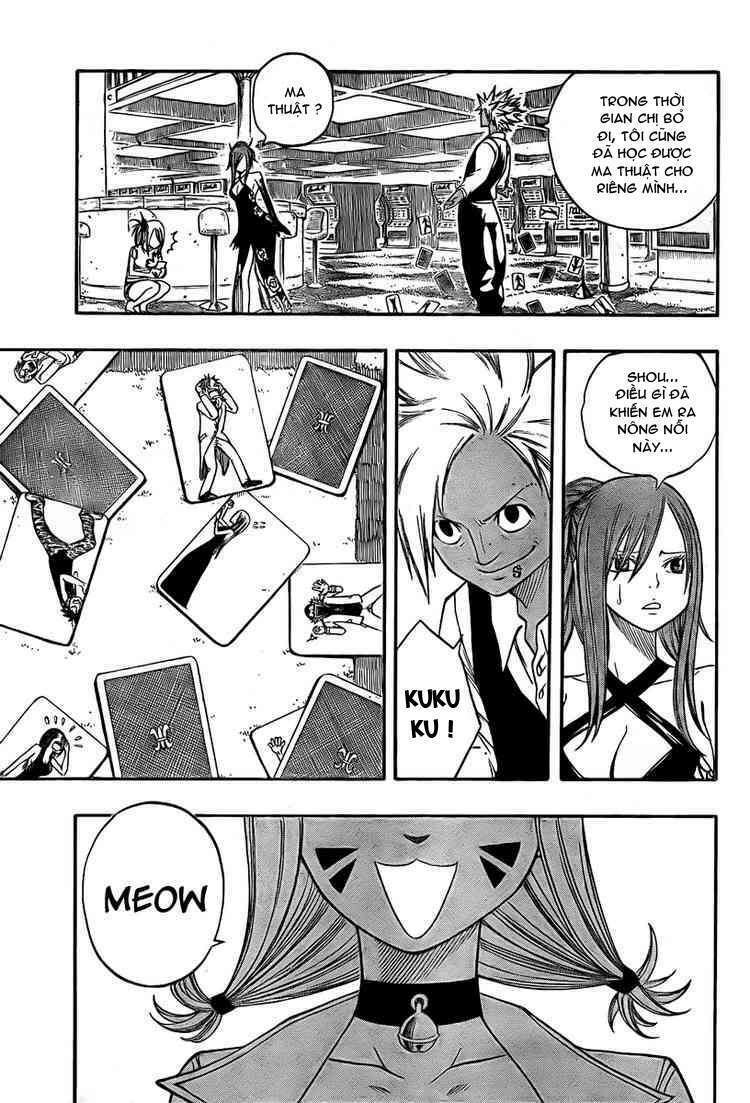 TRONG THỜI
GIAN CHỊ BỎ
ĐI, TÔI CŨNG
ĐÃ HỌC ĐƯỢC
MA THUẬT CHO
RIÊNG MÌNH...
MA
THUẬT ?
SHOU...
ĐIỀU GÌ ĐÃ
KHIẾN EM RA
NÔNG NỖI
NÀY...
KUKU
KU !
MEOW